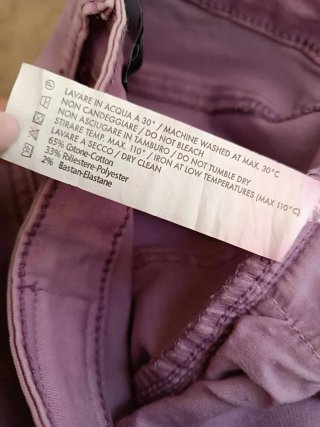 LAVARE IN ACQUA A 30° / MACHINE WASHED AT MAX. 30°C
NON CANDEGGIARE / DO NOT BLEACH
NON ASCIUGARE IN TAMBURO / DO NOT TUMBLE DRY
STIRARE TEMP. MAX. 110° / IRON AT LOW TEMPERATURES (MAX 110°C)
LAVARE A SECCO / DRY CLEAN
65% Cotone-Cotton
33% Poliestere-Polyester
2% Elastan-Elastane